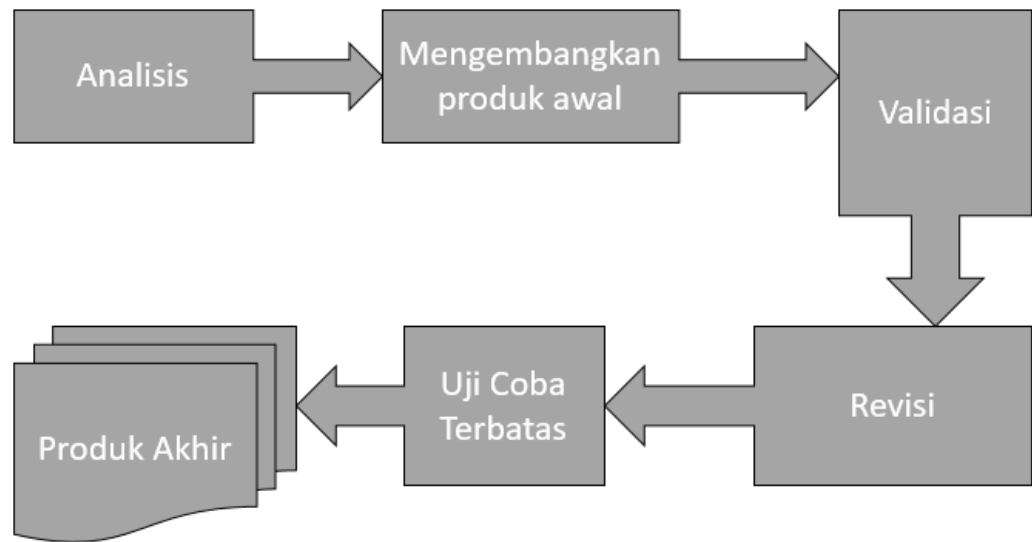 Analisis
Mengembangkan
produk awal
Validasi
Revisi
Uji Coba
Terbatas
Produk Akhir